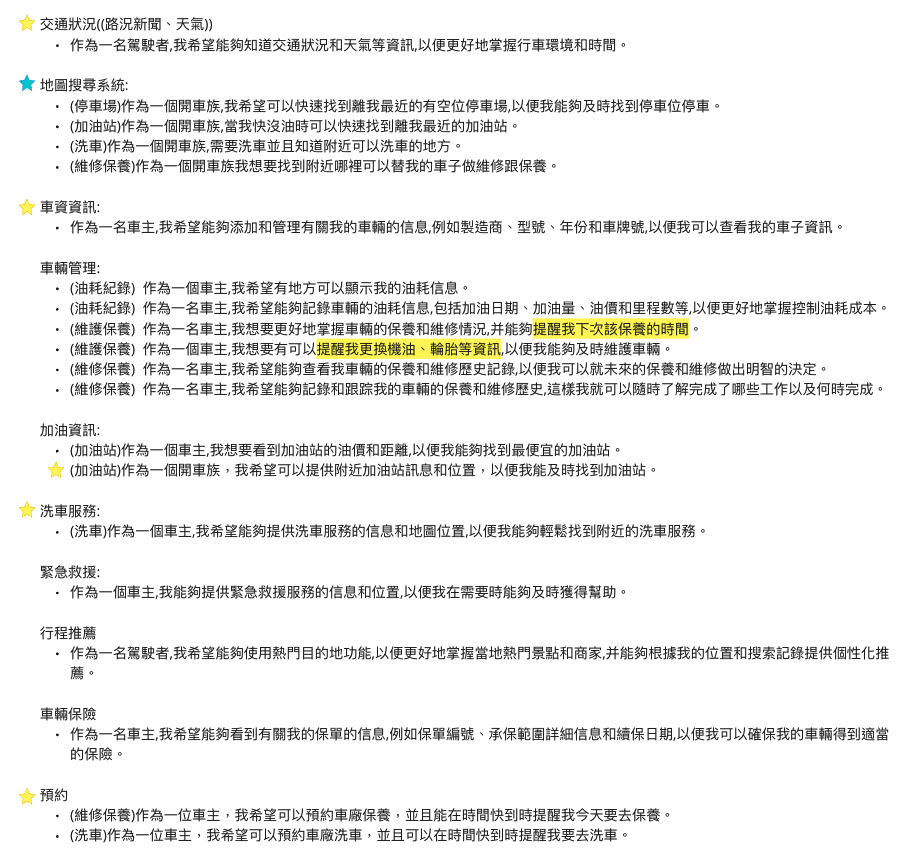 交通狀況((路況新聞、天氣))
• 作為一名駕駛者,我希望能夠知道交通狀況和天氣等資訊,以便更好地掌握行車環境和時間。
地圖搜尋系統:
• (停車場)作為一個開車族,我希望可以快速找到離我最近的有空位停車場,以便我能夠及時找到停車位停車。
• (加油站)作為一個開車族,當我快沒油時可以快速找到離我最近的加油站。
• (洗車)作為一個開車族,需要洗車並且知道附近可以洗車的地方。
• (維修保養)作為一個開車族我想要找到附近哪裡可以替我的車子做維修跟保養。
車資資訊:
• 作為一名車主,我希望能夠添加和管理有關我的車輛的信息,例如製造商、型號、年份和車牌號,以便我可以查看我的車子資訊。
車輛管理:
• (油耗紀錄) 作為一個車主,我希望有地方可以顯示我的油耗信息。
• (油耗紀錄) 作為一名車主,我希望能夠記錄車輛的油耗信息,包括加油日期、加油量、油價和里程數等,以便更好地掌握控制油耗成本。
• (維護保養) 作為一名車主,我想要更好地掌握車輛的保養和維修情況,并能夠提醒我下次該保養的時間。
• (維護保養) 作為一個車主,我想要有可以提醒我更換機油、輪胎等資訊,以便我能夠及時維護車輛。
• (維修保養) 作為一名車主,我希望能夠查看我車輛的保養和維修歷史記錄,以便我可以就未來的保養和維修做出明智的決定。
• (維修保養) 作為一名車主,我希望能夠記錄和跟踪我的車輛的保養和維修歷史,這樣我就可以隨時了解完成了哪些工作以及何時完成。
加油資訊:
• (加油站)作為一個車主,我想要看到加油站的油價和距離,以便我能夠找到最便宜的加油站。
(加油站)作為一個開車族，我希望可以提供附近加油站訊息和位置，以便我能及時找到加油站。
洗車服務:
• (洗車)作為一個車主,我希望能夠提供洗車服務的信息和地圖位置,以便我能夠輕鬆找到附近的洗車服務。
緊急救援:
• 作為一個車主,我能夠提供緊急救援服務的信息和位置,以便我在需要時能夠及時獲得幫助。
行程推薦
• 作為一名駕駛者,我希望能夠使用熱門目的地功能,以便更好地掌握當地熱門景點和商家,并能夠根據我的位置和搜索記錄提供個性化推
薦。
車輛保險
• 作為一名車主,我希望能夠看到有關我的保單的信息,例如保單編號、承保範圍詳細信息和續保日期,以便我可以確保我的車輛得到適當
的保險。
預約
• (維修保養)作為一位車主，我希望可以預約車廠保養，並且能在時間快到時提醒我今天要去保養。
• (洗車)作為一位車主，我希望可以預約車廠洗車，並且可以在時間快到時提醒我要去洗車。